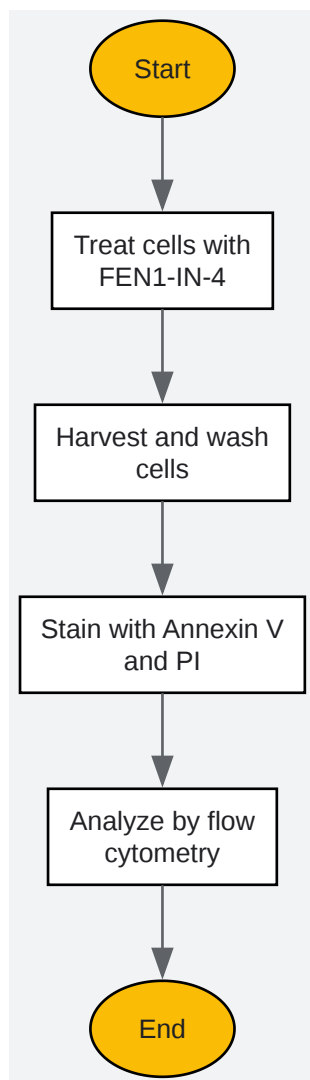 Start
Treat cells with
FEN1-IN-4
Harvest and wash
cells
Stain with Annexin V
and PI
Analyze by flow
cytometry
End